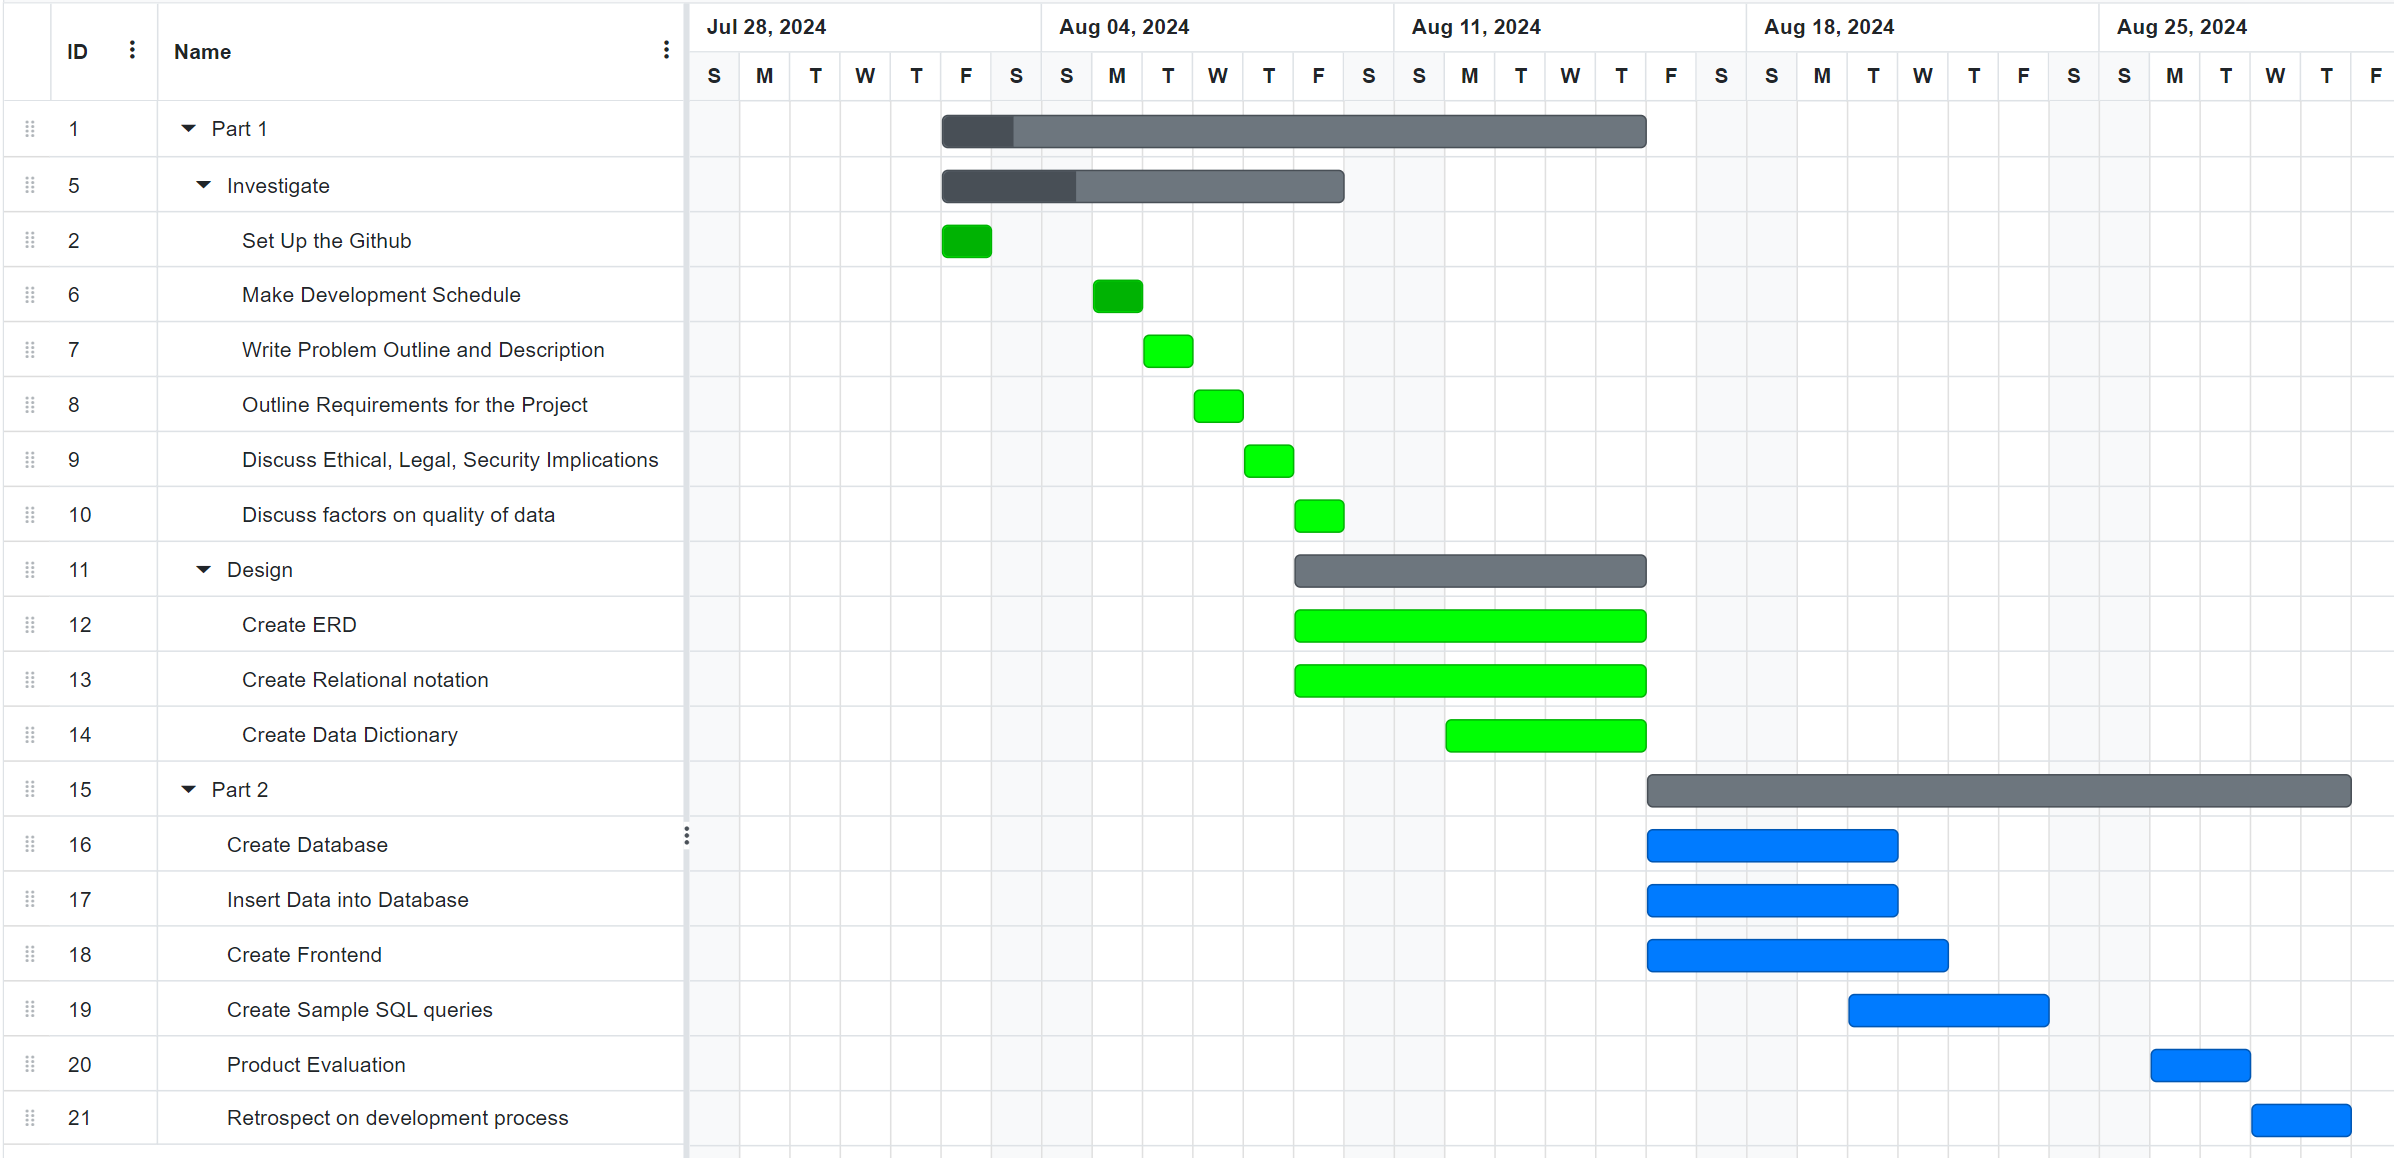 ID Name Jul 28, 2024 Aug 04, 2024 Aug 11, 2024 Aug 18, 2024 Aug 25, 2024
S M T W T F S S M T W T F S S M T W T F S S M T W T F S S M T W T F
1 Part 1
5 Investigate
2 Set Up the Github
6 Make Development Schedule
7 Write Problem Outline and Description
8 Outline Requirements for the Project
9 Discuss Ethical, Legal, Security Implications
10 Discuss factors on quality of data
11 Design
12 Create ERD
13 Create Relational notation
14 Create Data Dictionary
15 Part 2
16 Create Database
17 Insert Data into Database
18 Create Frontend
19 Create Sample SQL queries
20 Product Evaluation
21 Retrospect on development process